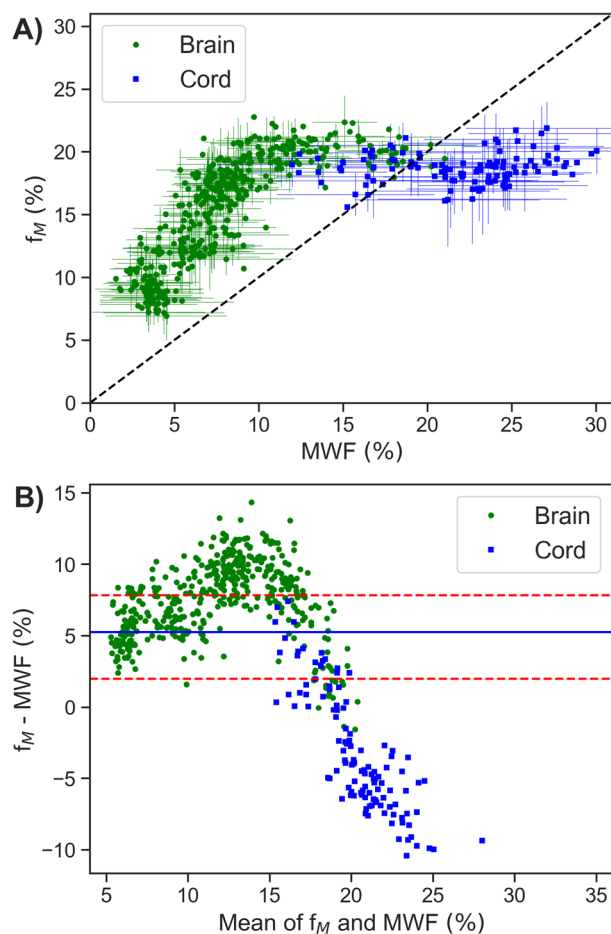 A)
Brain
Cord
f_M (%)
30
25
20
15
10
5
0
0 5 10 15 20 25 30
MWF (%)
B)
Brain
Cord
f_M - MWF (%)
15
10
5
0
−5
−10
5 10 15 20 25 30 35
Mean of f_M and MWF (%)